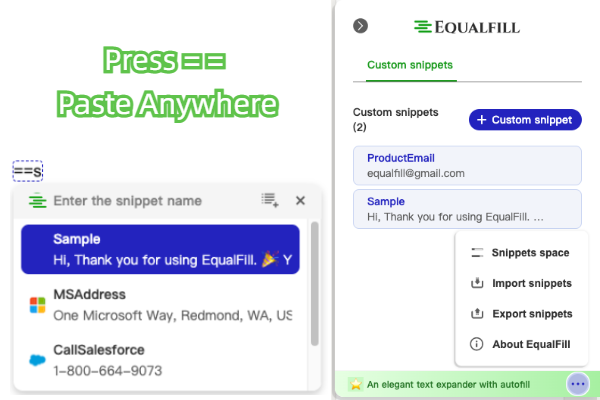 Press ==
Paste Anywhere
==s
Enter the snippet name
Sample
Hi, Thank you for using EqualFill. 🎉 Y
MSAddress
One Microsoft Way, Redmond, WA, US
CallSalesforce
1-800-664-9073
EQUALFILL
Custom snippets
Custom snippets
(2)
+ Custom snippet
ProductEmail
equalfill@gmail.com
Sample
Hi, Thank you for using EqualFill. ...
Snippets space
Import snippets
Export snippets
About EqualFill
⭐ An elegant text expander with autofill